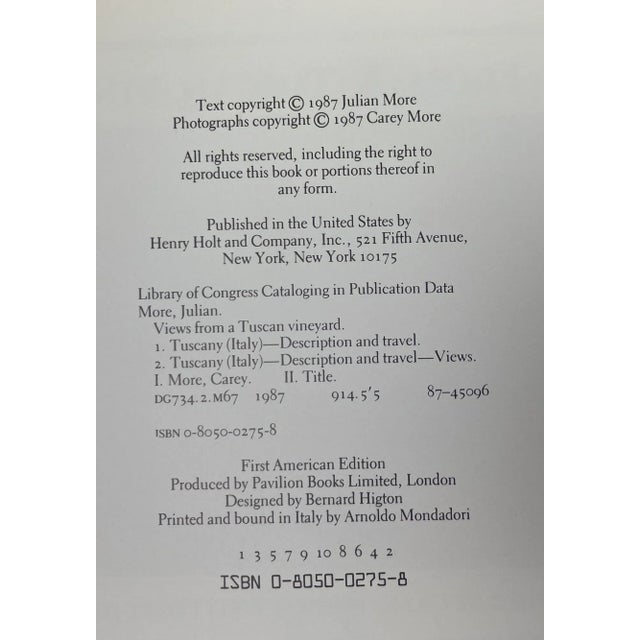 Text copyright © 1987 Julian More
Photographs copyright © 1987 Carey More
All rights reserved, including the right to
reproduce this book or portions thereof in
any form.
Published in the United States by
Henry Holt and Company, Inc., 521 Fifth Avenue,
New York, New York 10175
Library of Congress Cataloging in Publication Data
More, Julian.
Views from a Tuscan vineyard.
1. Tuscany (Italy)—Description and travel.
2. Tuscany (Italy)—Description and travel—Views.
I. More, Carey. II. Title.
DG734.2.M67 1987 914.5′5 87–45096
ISBN 0-8050-0275-8
First American Edition
Produced by Pavilion Books Limited, London
Designed by Bernard Higton
Printed and bound in Italy by Arnoldo Mondadori
1 3 5 7 9 10 8 6 4 2
ISBN 0-8050-0275-8